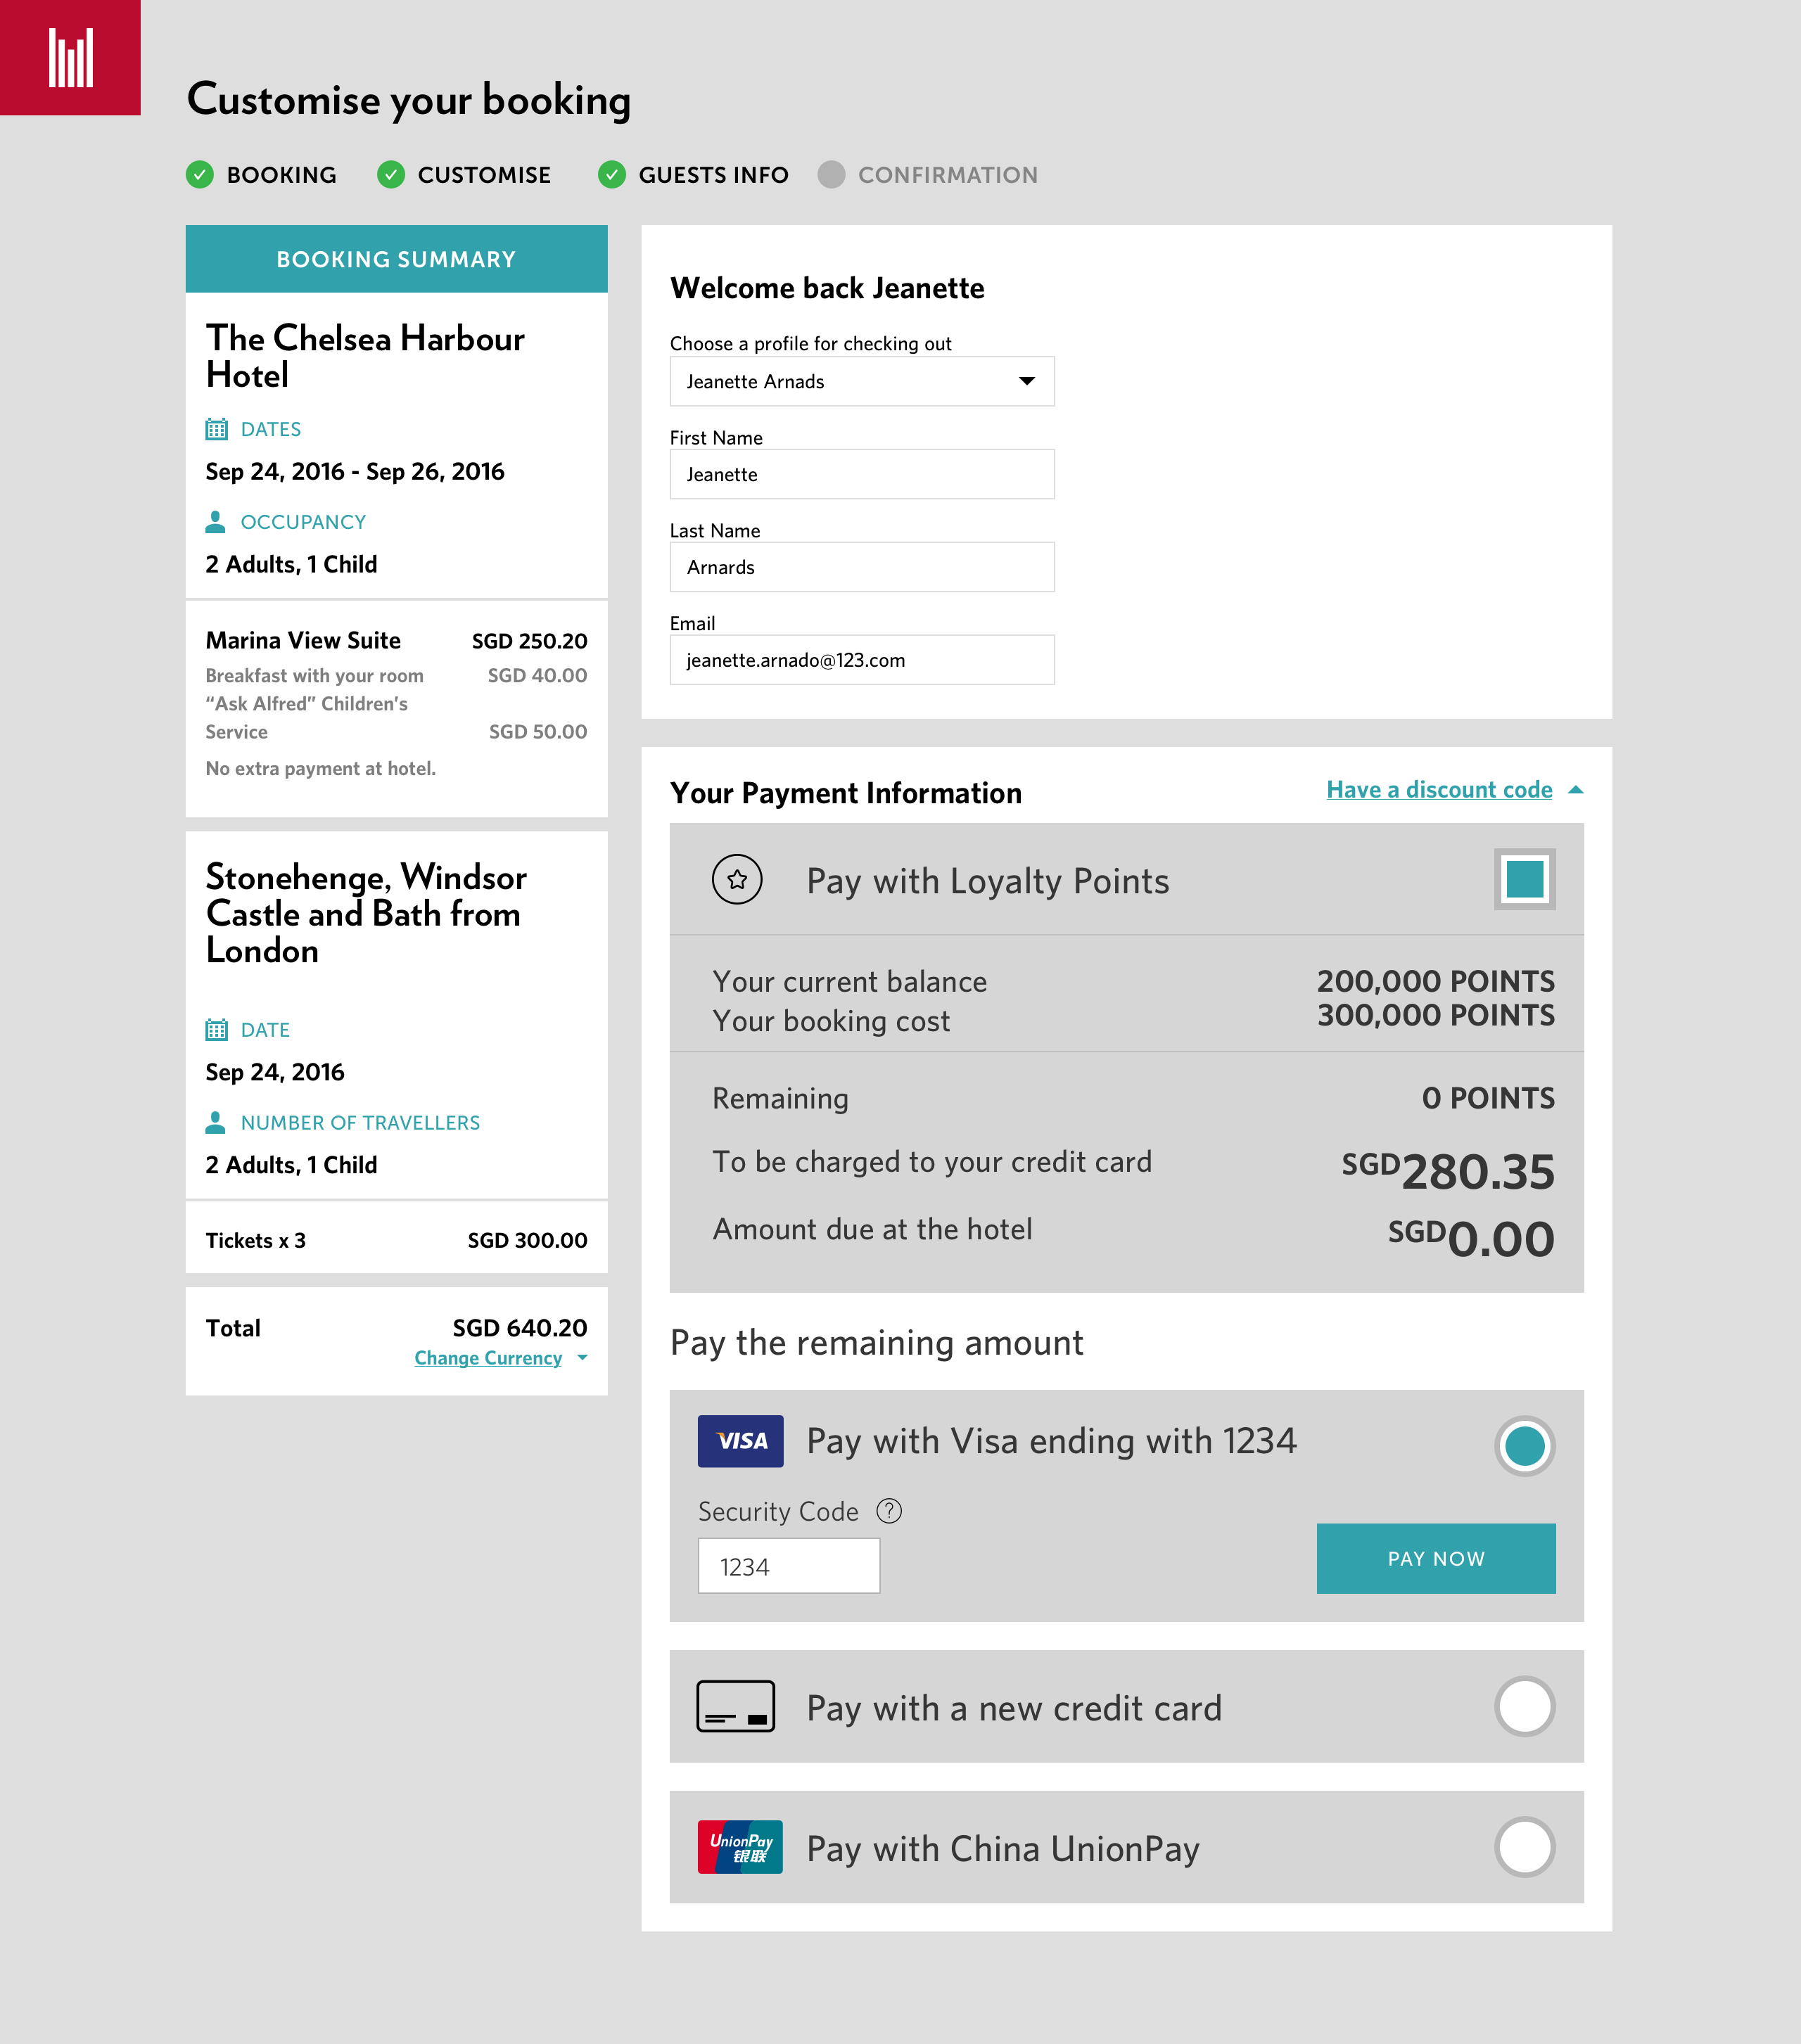 Customise your booking
BOOKING
CUSTOMISE
GUESTS INFO
CONFIRMATION
BOOKING SUMMARY
The Chelsea Harbour
Hotel
DATES
Sep 24, 2016 - Sep 26, 2016
OCCUPANCY
2 Adults, 1 Child
Marina View Suite SGD 250.20
Breakfast with your room SGD 40.00
“Ask Alfred” Children’s
Service SGD 50.00
No extra payment at hotel.
Stonehenge, Windsor
Castle and Bath from
London
DATE
Sep 24, 2016
NUMBER OF TRAVELLERS
2 Adults, 1 Child
Tickets x 3 SGD 300.00
Total SGD 640.20
Change Currency
Welcome back Jeanette
Choose a profile for checking out
Jeanette Arnads
First Name
Jeanette
Last Name
Arnards
Email
jeanette.arnado@123.com
Your Payment Information
Have a discount code
Pay with Loyalty Points
Your current balance 200,000 POINTS
Your booking cost 300,000 POINTS
Remaining 0 POINTS
To be charged to your credit card SGD280.35
Amount due at the hotel SGD0.00
Pay the remaining amount
VISA Pay with Visa ending with 1234
Security Code ?
1234
PAY NOW
Pay with a new credit card
UnionPay
银联
Pay with China UnionPay